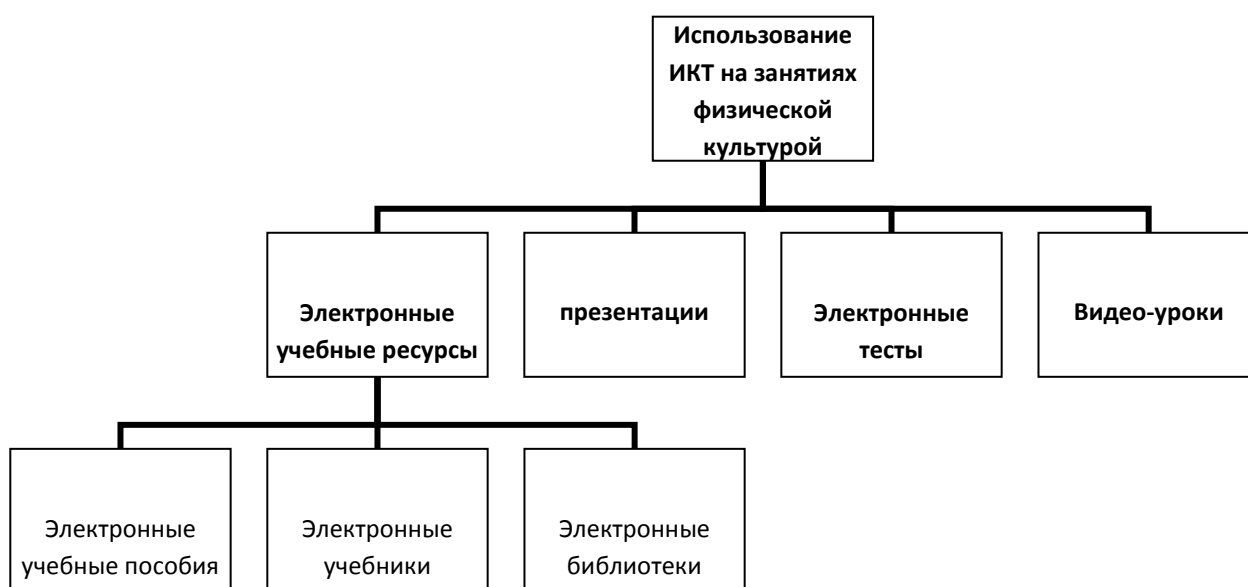 Использование
ИКТ на занятиях
физической
культурой
Электронные
учебные ресурсы
презентации
Электронные
тесты
Видео-уроки
Электронные
учебные пособия
Электронные
учебники
Электронные
библиотеки